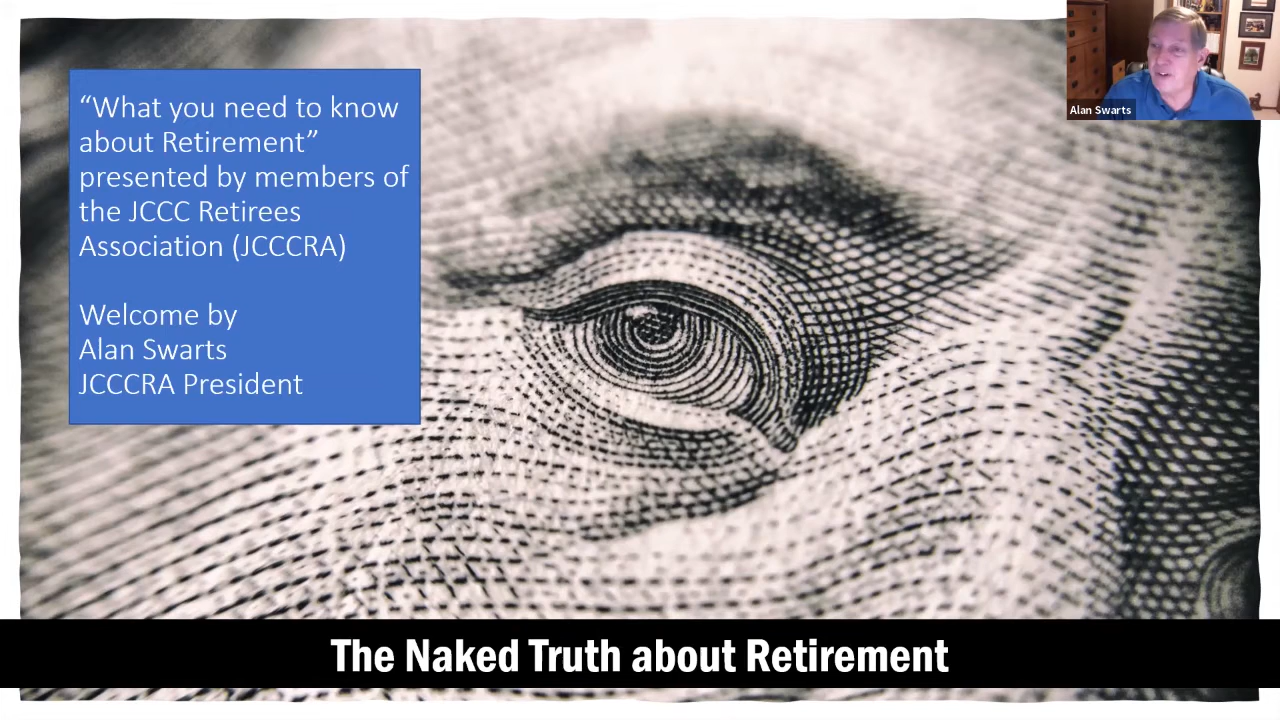 “What you need to know
about Retirement”
presented by members of
the JCCC Retirees
Association (JCCCRA)
Welcome by
Alan Swarts
JCCCRA President
Alan Swarts
The Naked Truth about Retirement